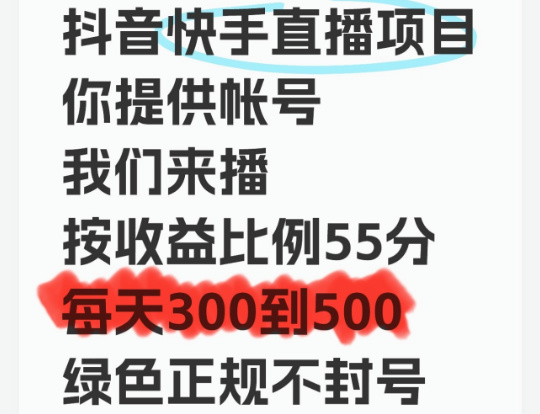 抖音快手直播项目
你提供帐号
我们来播
按收益比例55分
每天300到500
绿色正规不封号